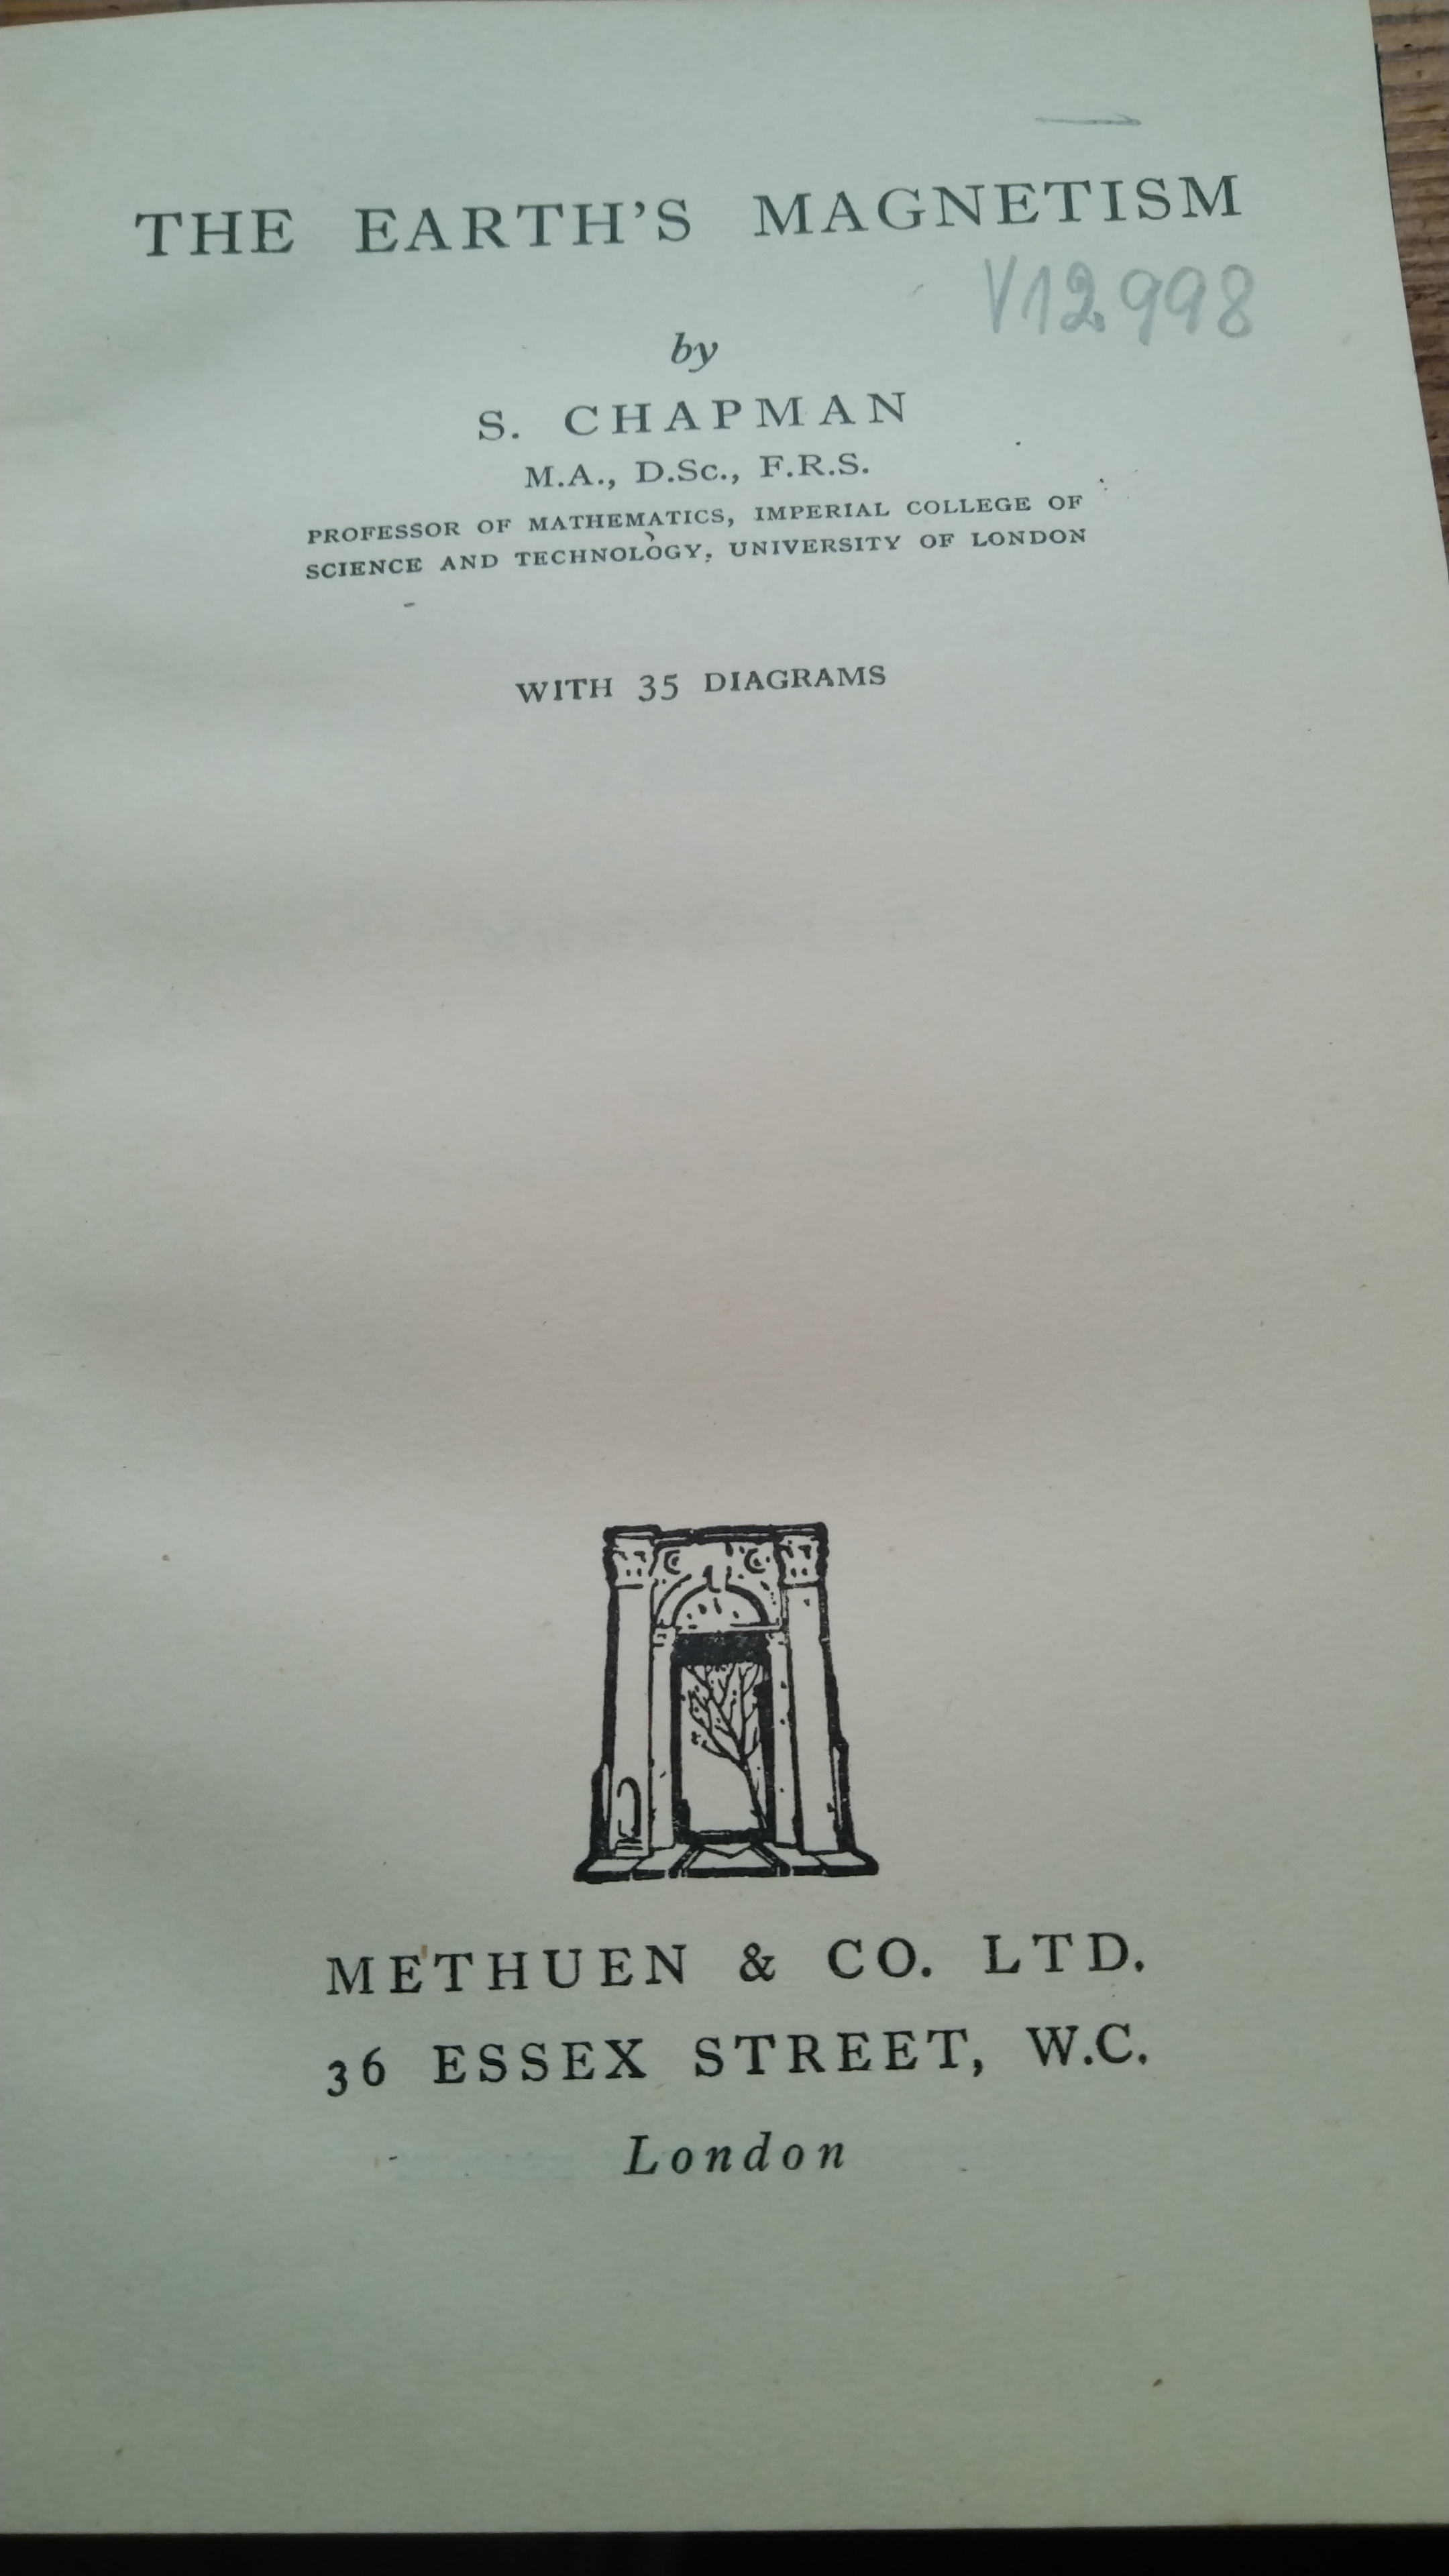 THE EARTH'S MAGNETISM
V12998
by
S. CHAPMAN
M.A., D.Sc., F.R.S.
PROFESSOR OF MATHEMATICS, IMPERIAL COLLEGE OF
SCIENCE AND TECHNOLOGY, UNIVERSITY OF LONDON
WITH 35 DIAGRAMS
METHUEN & CO. LTD.
36 ESSEX STREET, W.C.
London